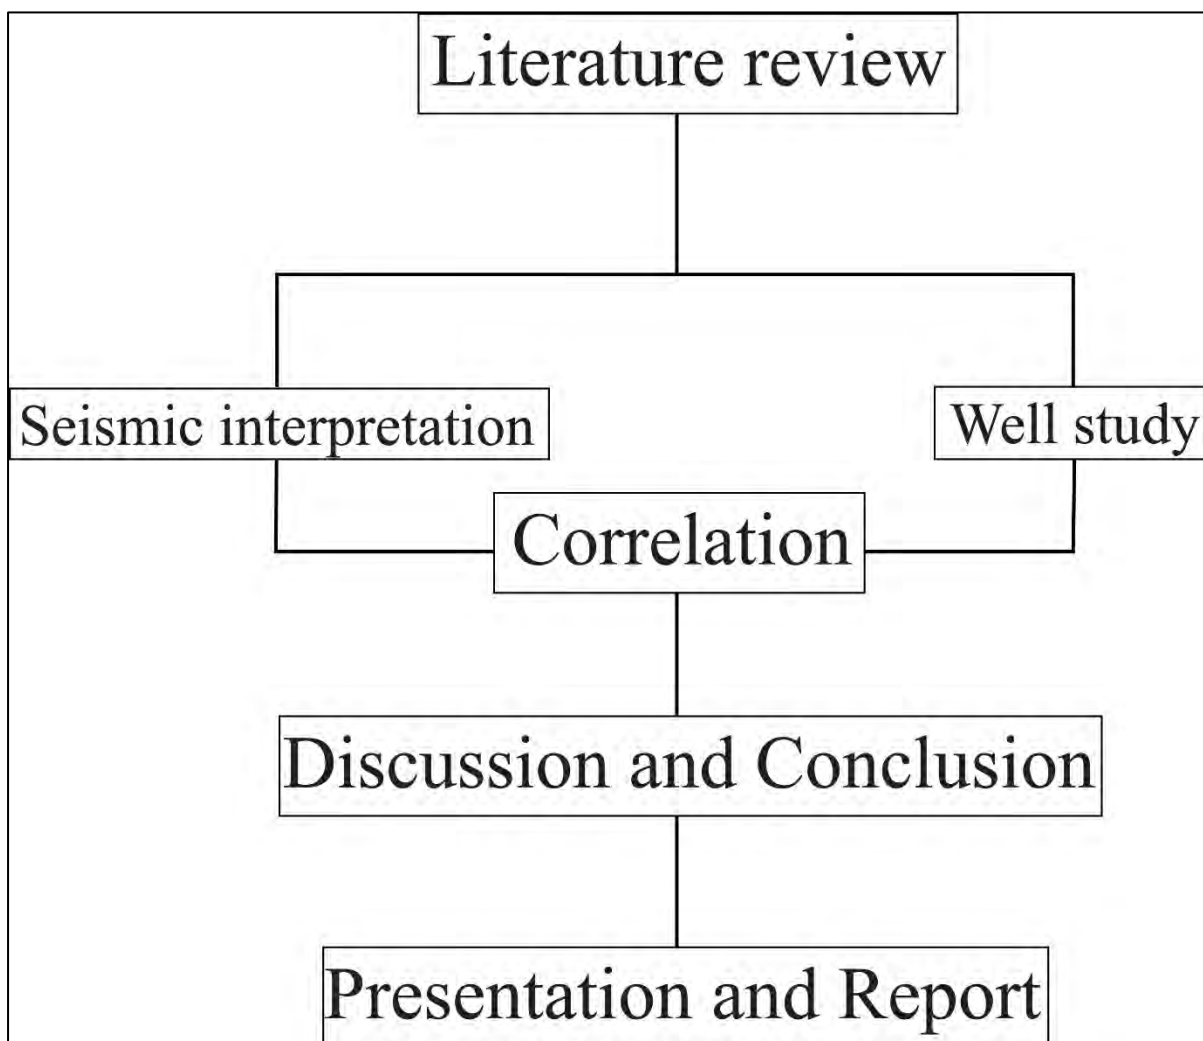 Literature review
Seismic interpretation
Well study
Correlation
Discussion and Conclusion
Presentation and Report